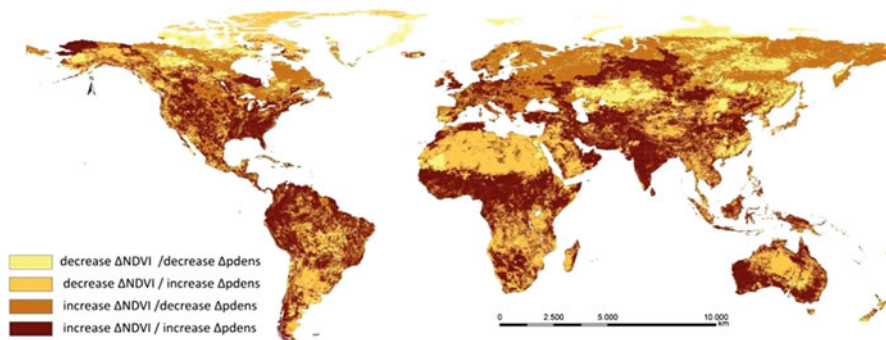 N
decrease ΔNDVI /decrease Δpdens
decrease ΔNDVI / increase Δpdens
increase ΔNDVI /decrease Δpdens
increase ΔNDVI / increase Δpdens
0 2.500 5 000 10 000
km